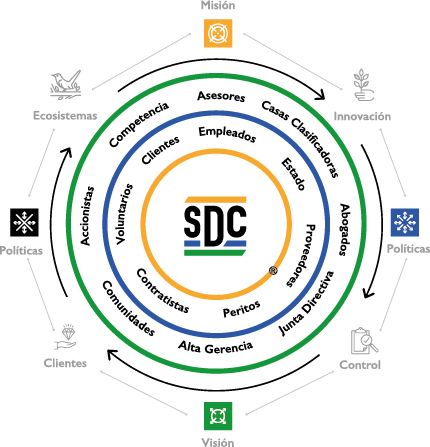 Misión
Ecosistemas
Innovación
Políticas
Políticas
Clientes
Control
Visión
Competencia
Asesores
Casas Clasificadoras
Abogados
Junta Directiva
Alta Gerencia
Comunidades
Accionistas
Clientes
Empleados
Estado
Proveedores
Peritos
Contratistas
Voluntarios
SDC
®